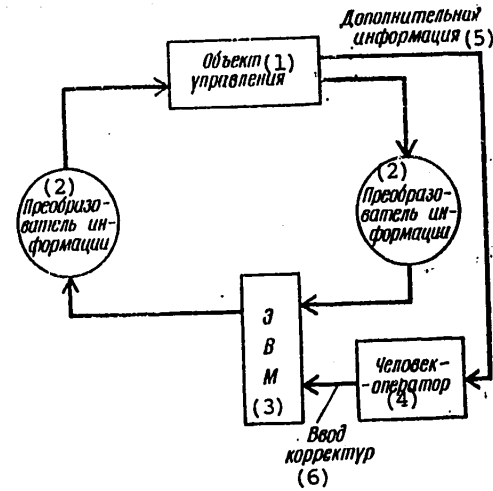 Дополнительная
информация (5)
Объект (1)
управления
(2)
Преобразо-
ватель ин-
формации
(2)
Преобразо-
ватель ин-
формации
Э
В
М
(3)
Человек-
оператор
(4)
Ввод
корректур
(6)